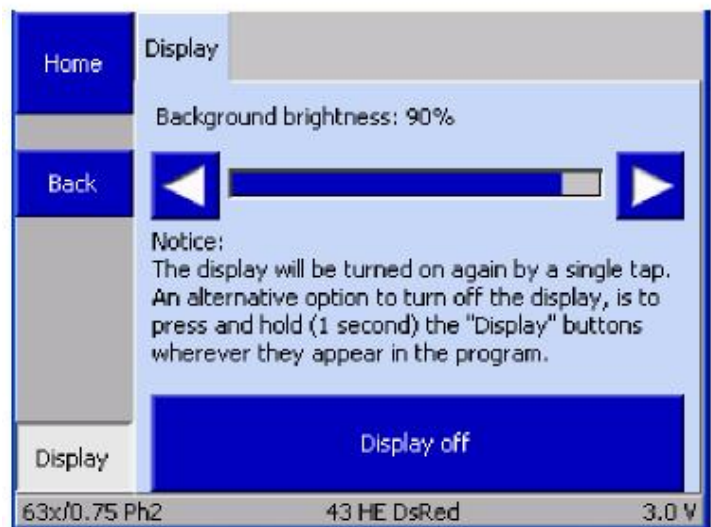 Home
Display
Background brightness: 90%
Back
Notice:
The display will be turned on again by a single tap.
An alternative option to turn off the display, is to
press and hold (1 second) the "Display" buttons
wherever they appear in the program.
Display off
Display
63x/0.75 Ph2 43 HE DsRed 3.0 V